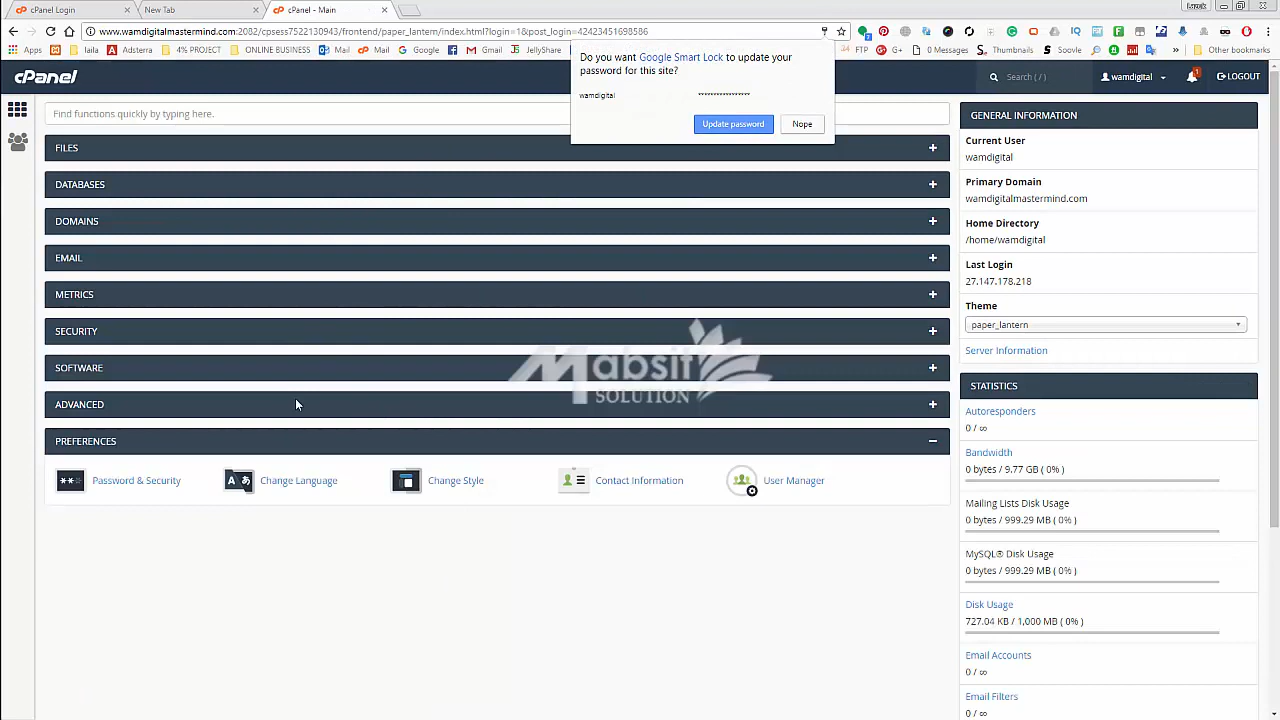 cPanel Login
New Tab
cPanel - Main
www.wamdigitalmastermind.com:2082/cpsess7522130943/frontend/paper_lantern/index.html?login=1&post_login=42423451698586
Apps
laila
Adsterra
4% PROJECT
ONLINE BUSINESS
Mail
Mail
Google
Gmail
JellyShare
FTP
G+
0 Messages
Thumbnails
Soovle
Other bookmarks
Do you want Google Smart Lock to update your
password for this site?
wamdigital
****************
Update password
Nope
cPanel
Search ( / )
wamdigital
1
LOGOUT
Find functions quickly by typing here.
FILES
DATABASES
DOMAINS
EMAIL
METRICS
SECURITY
SOFTWARE
ADVANCED
PREFERENCES
Password & Security
Change Language
Change Style
Contact Information
User Manager
Mabsit
SOLUTION
GENERAL INFORMATION
Current User
wamdigital
Primary Domain
wamdigitalmastermind.com
Home Directory
/home/wamdigital
Last Login
27.147.178.218
Theme
paper_lantern
Server Information
STATISTICS
Autoresponders
0 / ∞
Bandwidth
0 bytes / 9.77 GB ( 0% )
Mailing Lists Disk Usage
0 bytes / 999.29 MB ( 0% )
MySQL® Disk Usage
0 bytes / 999.29 MB ( 0% )
Disk Usage
727.04 KB / 1,000 MB ( 0% )
Email Accounts
0 / ∞
Email Filters
0 / ∞